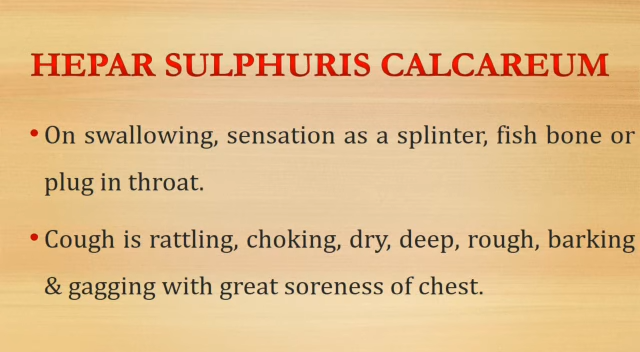 HEPAR SULPHURIS CALCAREUM
• On swallowing, sensation as a splinter, fish bone or
plug in throat.
• Cough is rattling, choking, dry, deep, rough, barking
& gagging with great soreness of chest.